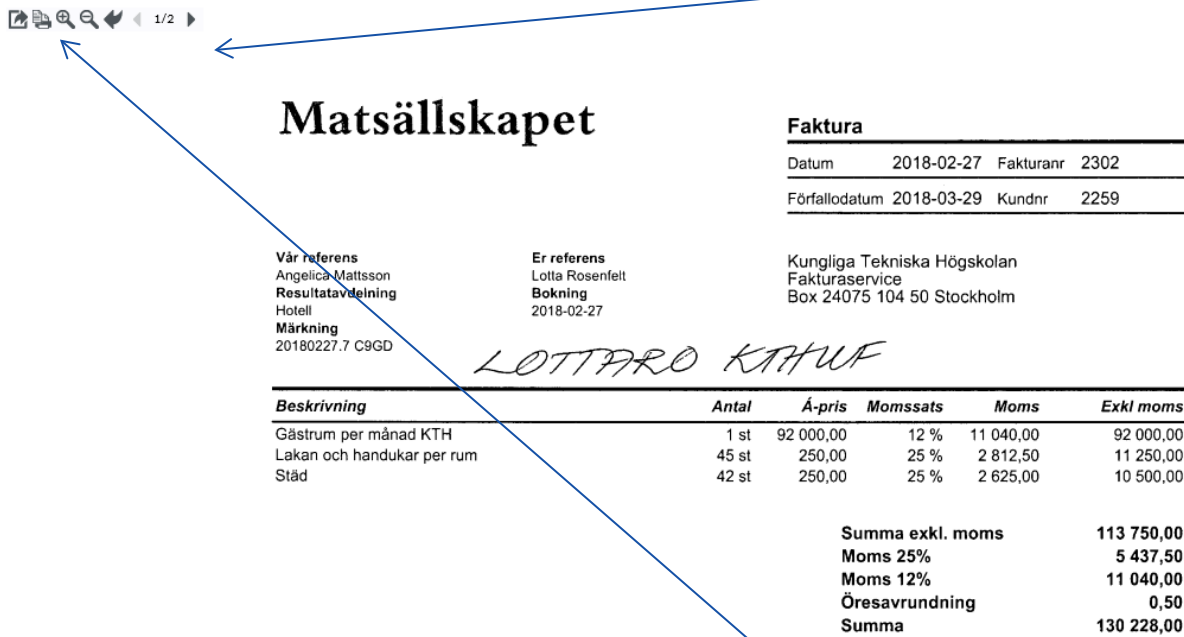 1/2
Matsällskapet
Faktura
Datum 2018-02-27 Fakturanr 2302
Förfallodatum 2018-03-29 Kundnr 2259
Vår referens Er referens
Angelica Mattsson Lotta Rosenfelt
Resultatavdelning Bokning
Hotell 2018-02-27
Märkning
20180227.7 C9GD
Kungliga Tekniska Högskolan
Fakturaservice
Box 24075 104 50 Stockholm
LOTTARO KTHUF
Beskrivning Antal Á-pris Momssats Moms Exkl moms
Gästrum per månad KTH 1 st 92 000,00 12 % 11 040,00 92 000,00
Lakan och handukar per rum 45 st 250,00 25 % 2 812,50 11 250,00
Städ 42 st 250,00 25 % 2 625,00 10 500,00
Summa exkl. moms 113 750,00
Moms 25% 5 437,50
Moms 12% 11 040,00
Öresavrundning 0,50
Summa 130 228,00